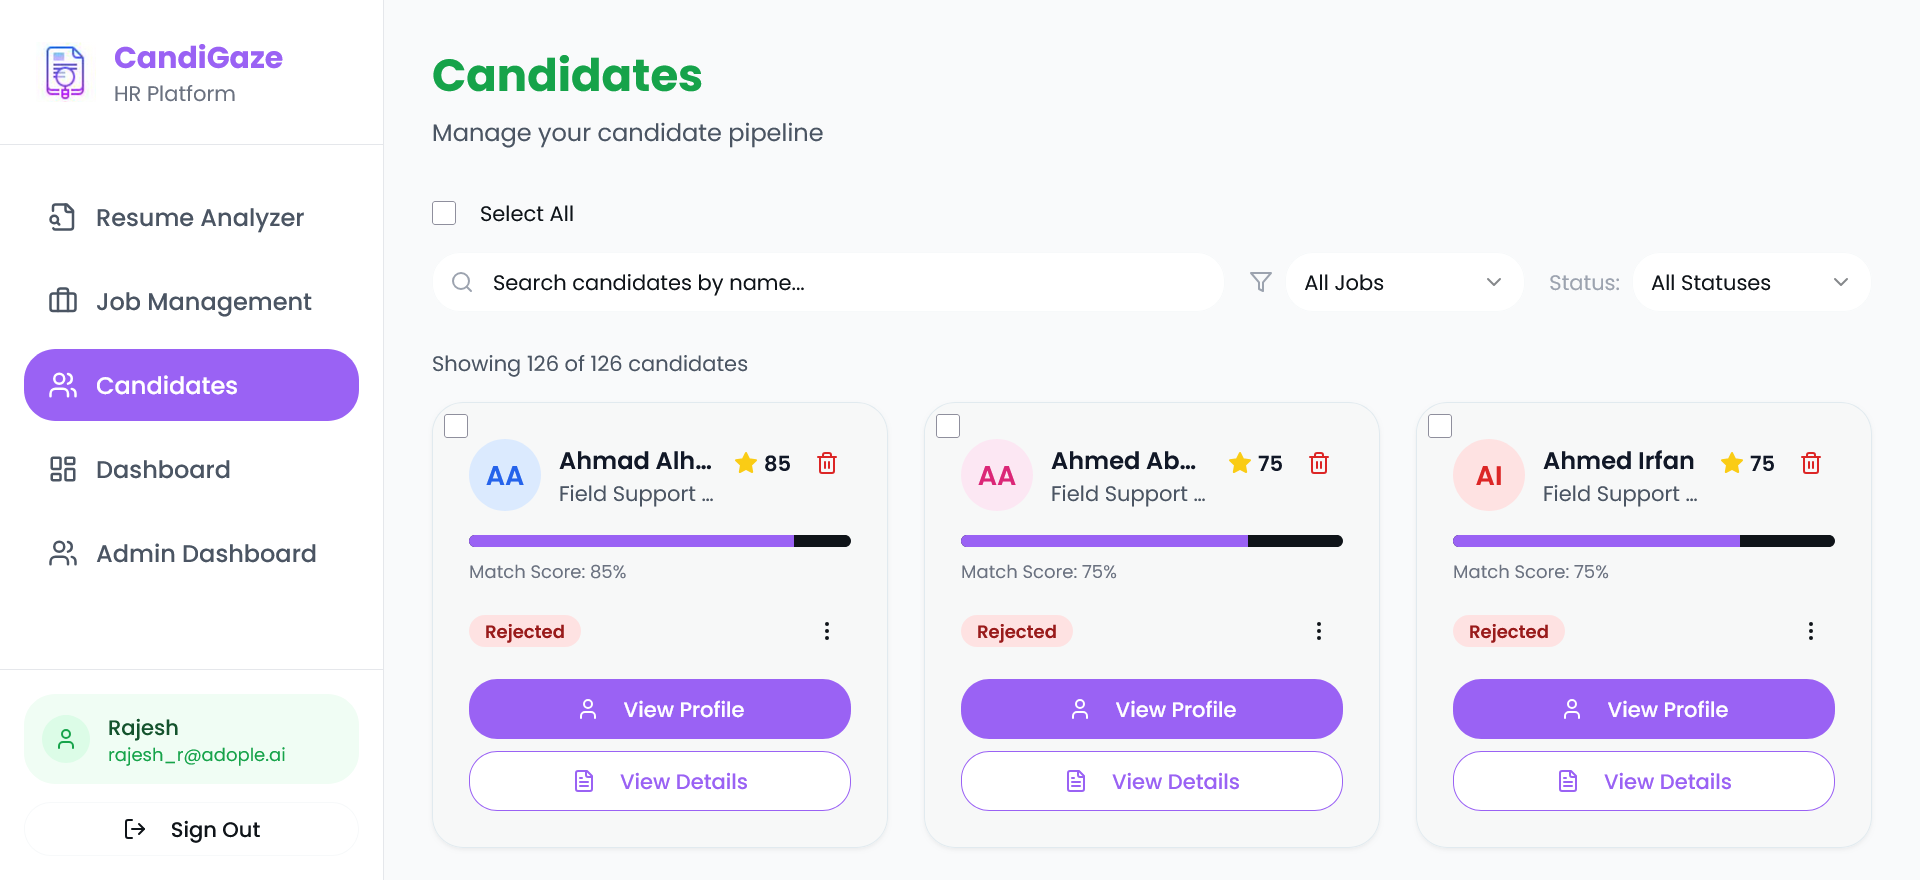 CandiGaze
HR Platform
Resume Analyzer
Job Management
Candidates
Dashboard
Admin Dashboard
Rajesh
rajesh_r@adople.ai
Sign Out
Candidates
Manage your candidate pipeline
Select All
Search candidates by name...
All Jobs
Status:
All Statuses
Showing 126 of 126 candidates
AA
Ahmad Alh...
85
Field Support ...
Match Score: 85%
Rejected
View Profile
View Details
AA
Ahmed Ab...
75
Field Support ...
Match Score: 75%
Rejected
View Profile
View Details
AI
Ahmed Irfan
75
Field Support ...
Match Score: 75%
Rejected
View Profile
View Details